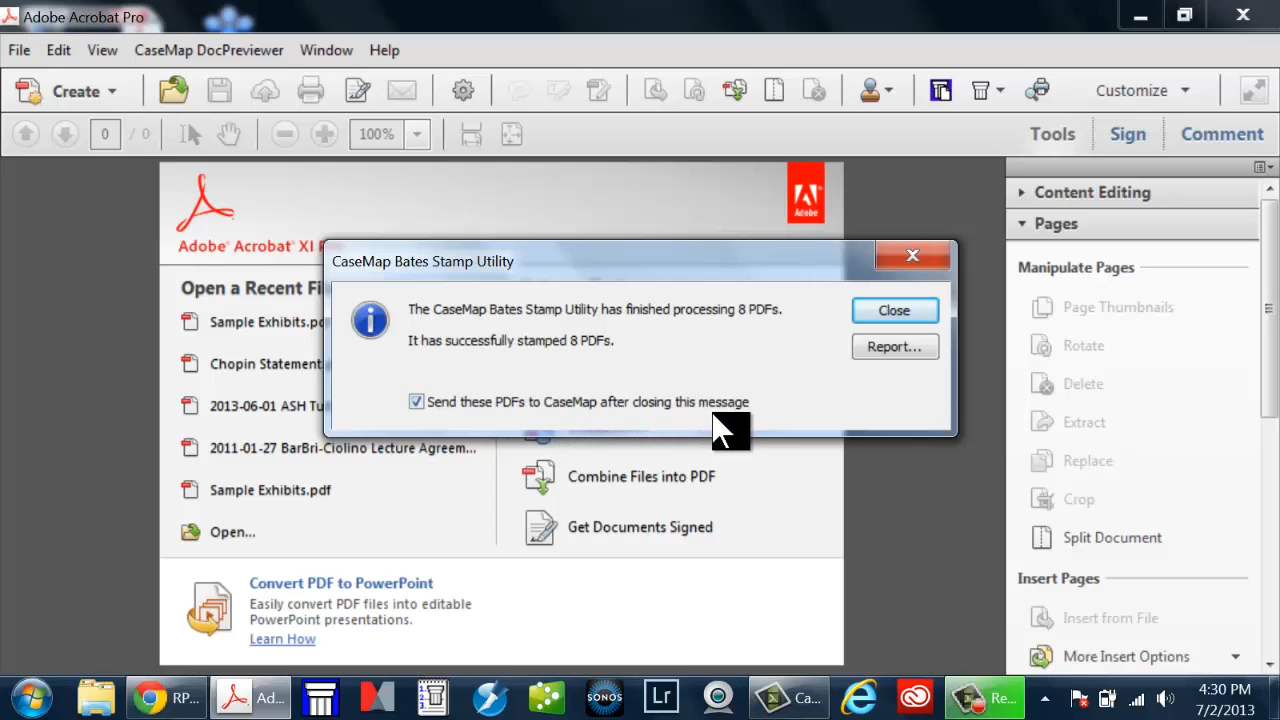 Adobe Acrobat Pro
File Edit View CaseMap DocPreviewer Window Help
Create Customize
0 / 0 100% Tools Sign Comment
Adobe
Adobe® Acrobat® XI
Open a Recent Fi
Sample Exhibits.pd
Chopin Statement
2013-06-01 ASH Tu
2011-01-27 BarBri-Ciolino Lecture Agreem...
Sample Exhibits.pdf
Open...
Combine Files into PDF
Get Documents Signed
Convert PDF to PowerPoint
Easily convert PDF files into editable
PowerPoint presentations.
Learn How
CaseMap Bates Stamp Utility
The CaseMap Bates Stamp Utility has finished processing 8 PDFs.
It has successfully stamped 8 PDFs.
Send these PDFs to CaseMap after closing this message
Close
Report...
Content Editing
Pages
Manipulate Pages
Page Thumbnails
Rotate
Delete
Extract
Replace
Crop
Split Document
Insert Pages
Insert from File
More Insert Options
RP... Ad... SONOS Lr Ca... Re...
4:30 PM
7/2/2013